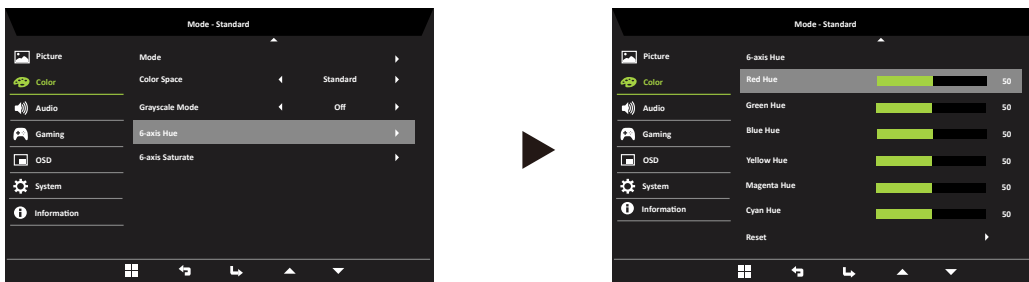 Mode - Standard
Picture
Color
Audio
Gaming
OSD
System
Information
Mode
Color Space Standard
Grayscale Mode Off
6-axis Hue
6-axis Saturate
Mode - Standard
Picture
Color
Audio
Gaming
OSD
System
Information
6-axis Hue
Red Hue 50
Green Hue 50
Blue Hue 50
Yellow Hue 50
Magenta Hue 50
Cyan Hue 50
Reset